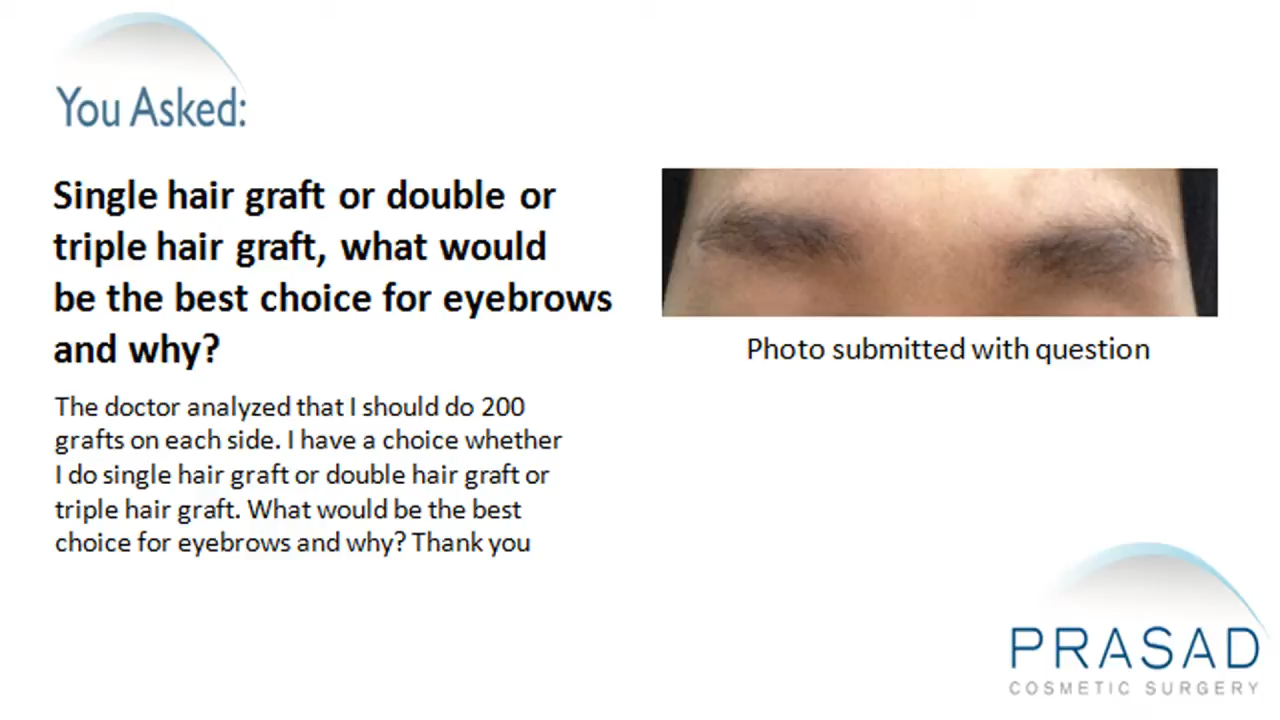 You Asked:
Single hair graft or double or
triple hair graft, what would
be the best choice for eyebrows
and why?
The doctor analyzed that I should do 200
grafts on each side. I have a choice whether
I do single hair graft or double hair graft or
triple hair graft. What would be the best
choice for eyebrows and why? Thank you
Photo submitted with question
PRASAD
COSMETIC SURGERY